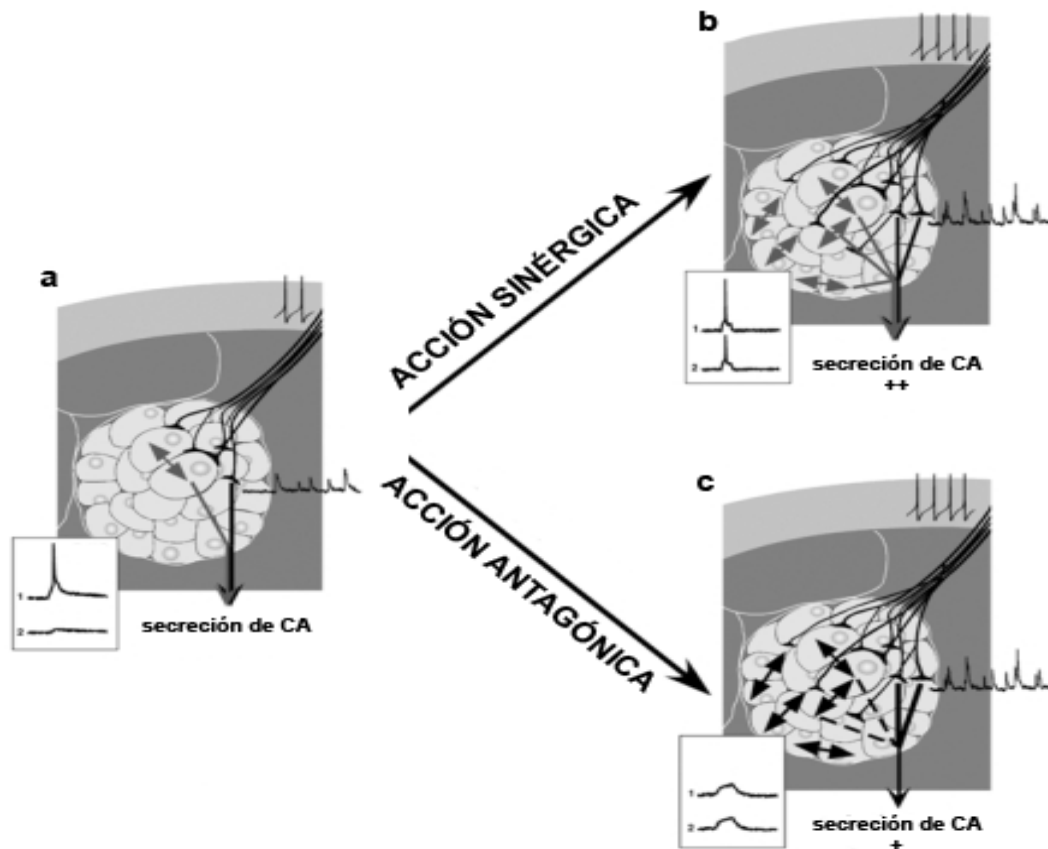 a
1
2
secreción de CA
ACCIÓN SINÉRGICA
ACCIÓN ANTAGÓNICA
b
1
2
secreción de CA
++
c
1
2
secreción de CA
+